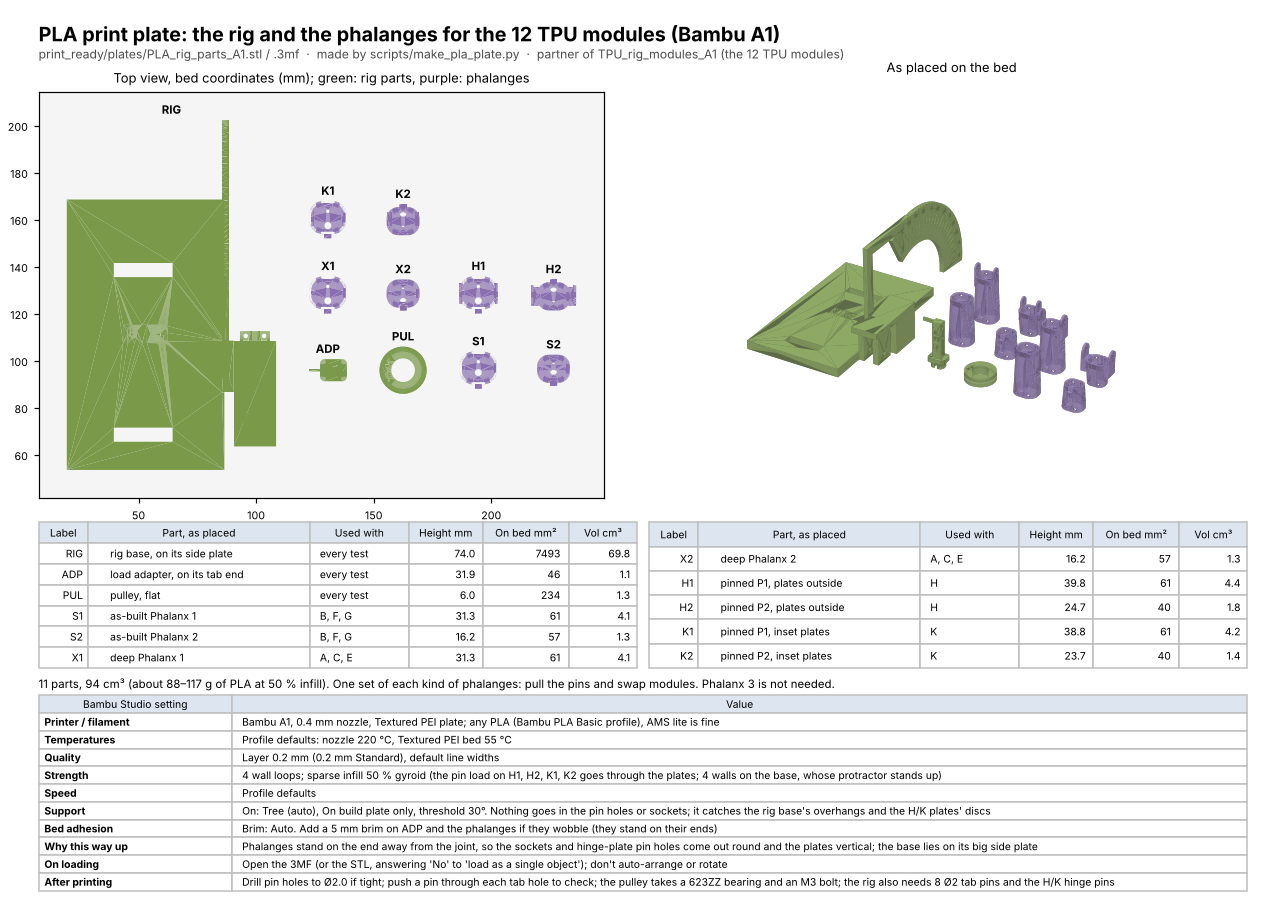 PLA print plate: the rig and the phalanges for the 12 TPU modules (Bambu A1)
print_ready/plates/PLA_rig_parts_A1.stl / .3mf · made by scripts/make_pla_plate.py · partner of TPU_rig_modules_A1 (the 12 TPU modules)
Top view, bed coordinates (mm); green: rig parts, purple: phalanges
As placed on the bed
RIG
200
180
160
140
120
100
80
60
K1
K2
X1
X2
H1
H2
ADP
PUL
S1
S2
50
100
150
200
Label Part, as placed Used with Height mm On bed mm² Vol cm³
RIG rig base, on its side plate every test 74.0 7493 69.8
ADP load adapter, on its tab end every test 31.9 46 1.1
PUL pulley, flat every test 6.0 234 1.3
S1 as-built Phalanx 1 B, F, G 31.3 61 4.1
S2 as-built Phalanx 2 B, F, G 16.2 57 1.3
X1 deep Phalanx 1 A, C, E 31.3 61 4.1
Label Part, as placed Used with Height mm On bed mm² Vol cm³
X2 deep Phalanx 2 A, C, E 16.2 57 1.3
H1 pinned P1, plates outside H 39.8 61 4.4
H2 pinned P2, plates outside H 24.7 40 1.8
K1 pinned P1, inset plates K 38.8 61 4.2
K2 pinned P2, inset plates K 23.7 40 1.4
11 parts, 94 cm³ (about 88–117 g of PLA at 50 % infill). One set of each kind of phalanges: pull the pins and swap modules. Phalanx 3 is not needed.
Bambu Studio setting Value
Printer / filament Bambu A1, 0.4 mm nozzle, Textured PEI plate; any PLA (Bambu PLA Basic profile), AMS lite is fine
Temperatures Profile defaults: nozzle 220 °C, Textured PEI bed 55 °C
Quality Layer 0.2 mm (0.2 mm Standard), default line widths
Strength 4 wall loops; sparse infill 50 % gyroid (the pin load on H1, H2, K1, K2 goes through the plates; 4 walls on the base, whose protractor stands up)
Speed Profile defaults
Support On: Tree (auto), On build plate only, threshold 30°. Nothing goes in the pin holes or sockets; it catches the rig base's overhangs and the H/K plates' discs
Bed adhesion Brim: Auto. Add a 5 mm brim on ADP and the phalanges if they wobble (they stand on their ends)
Why this way up Phalanges stand on the end away from the joint, so the sockets and hinge-plate pin holes come out round and the plates vertical; the base lies on its big side plate
On loading Open the 3MF (or the STL, answering 'No' to 'load as a single object'); don't auto-arrange or rotate
After printing Drill pin holes to Ø2.0 if tight; push a pin through each tab hole to check; the pulley takes a 623ZZ bearing and an M3 bolt; the rig also needs 8 Ø2 tab pins and the H/K hinge pins